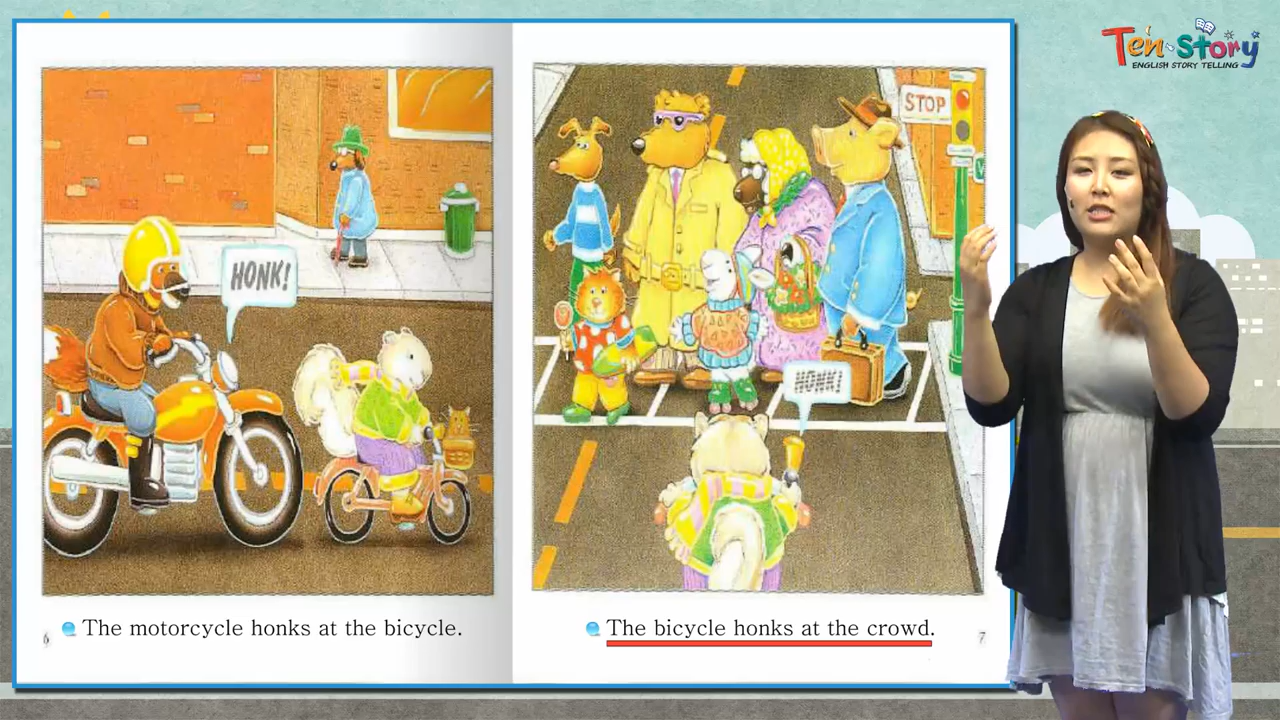 Ten Story
ENGLISH STORY TELLING
HONK!
STOP
HONK!
The motorcycle honks at the bicycle.
The bicycle honks at the crowd.
6
7